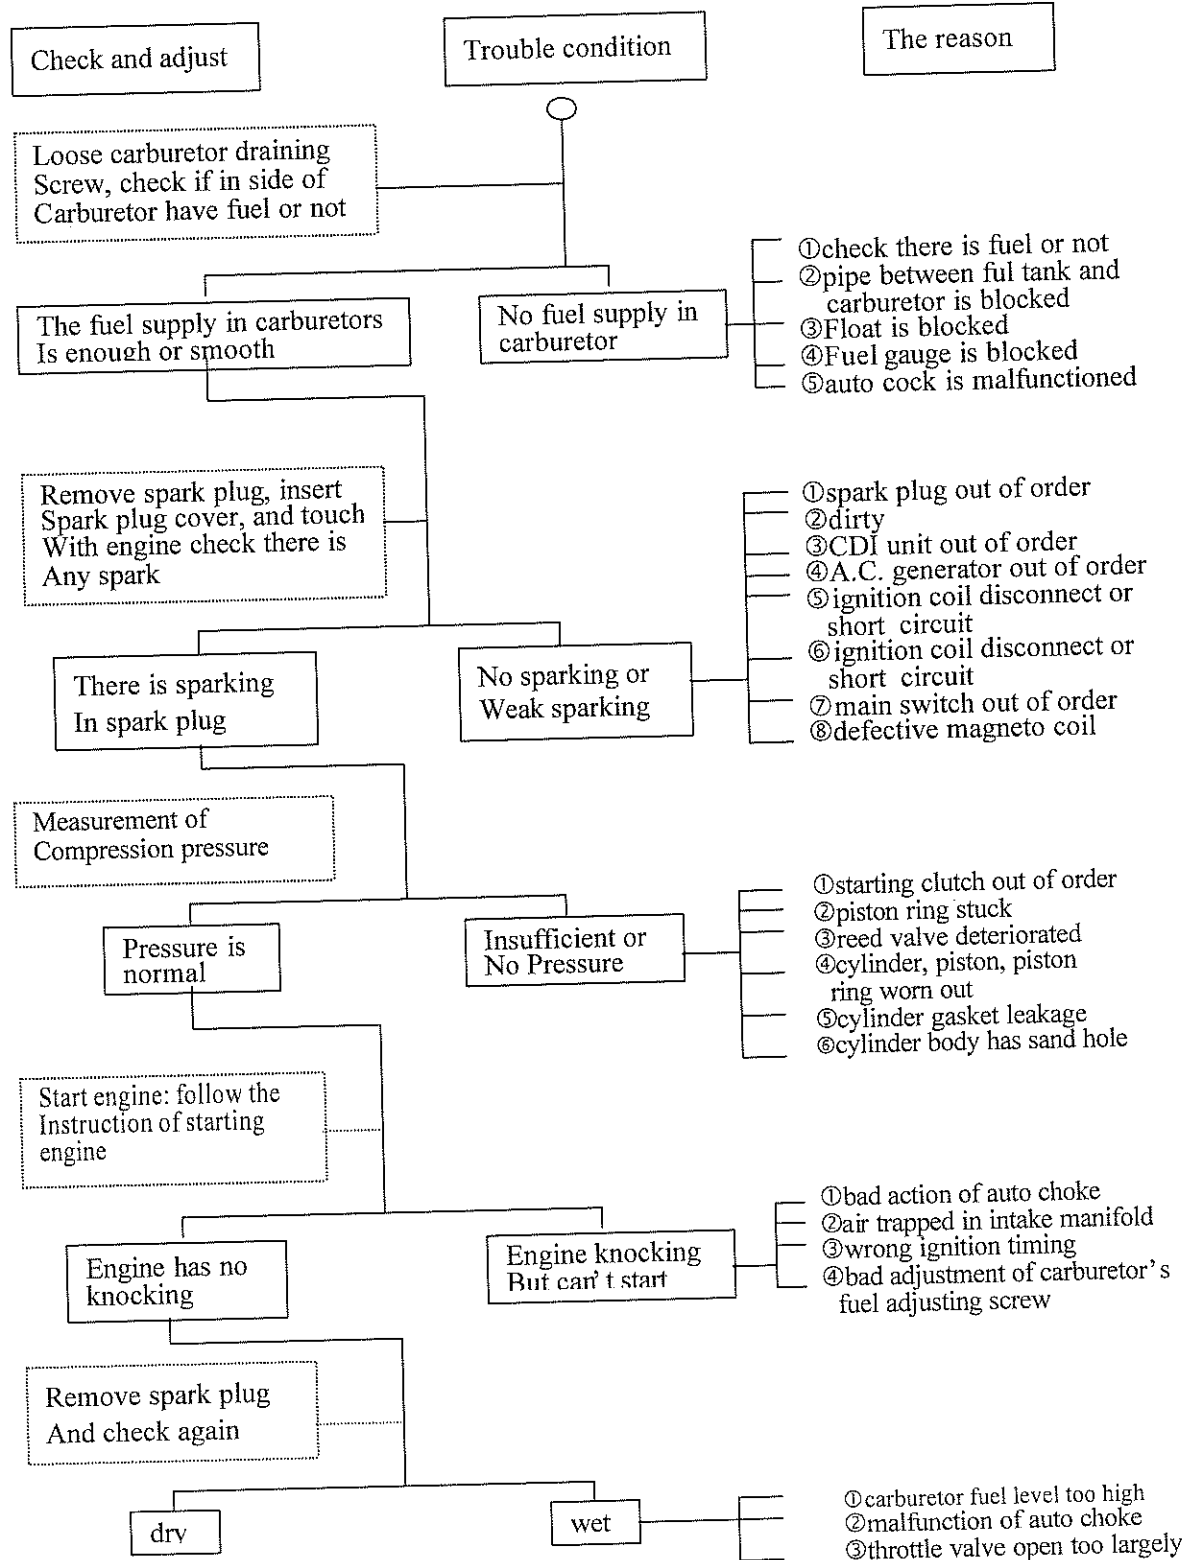 Check and adjust
Trouble condition
The reason
Loose carburetor draining
Screw, check if in side of
Carburetor have fuel or not
The fuel supply in carburetors
Is enough or smooth
No fuel supply in
carburetor
①check there is fuel or not
②pipe between ful tank and
carburetor is blocked
③Float is blocked
④Fuel gauge is blocked
⑤auto cock is malfunctioned
Remove spark plug, insert
Spark plug cover, and touch
With engine check there is
Any spark
There is sparking
In spark plug
No sparking or
Weak sparking
①spark plug out of order
②dirty
③CDI unit out of order
④A.C. generator out of order
⑤ignition coil disconnect or
short circuit
⑥ignition coil disconnect or
short circuit
⑦main switch out of order
⑧defective magneto coil
Measurement of
Compression pressure
Pressure is
normal
Insufficient or
No Pressure
①starting clutch out of order
②piston ring stuck
③reed valve deteriorated
④cylinder, piston, piston
ring worn out
⑤cylinder gasket leakage
⑥cylinder body has sand hole
Start engine: follow the
Instruction of starting
engine
Engine has no
knocking
Engine knocking
But can't start
①bad action of auto choke
②air trapped in intake manifold
③wrong ignition timing
④bad adjustment of carburetor's
fuel adjusting screw
Remove spark plug
And check again
dry
wet
①carburetor fuel level too high
②malfunction of auto choke
③throttle valve open too largely